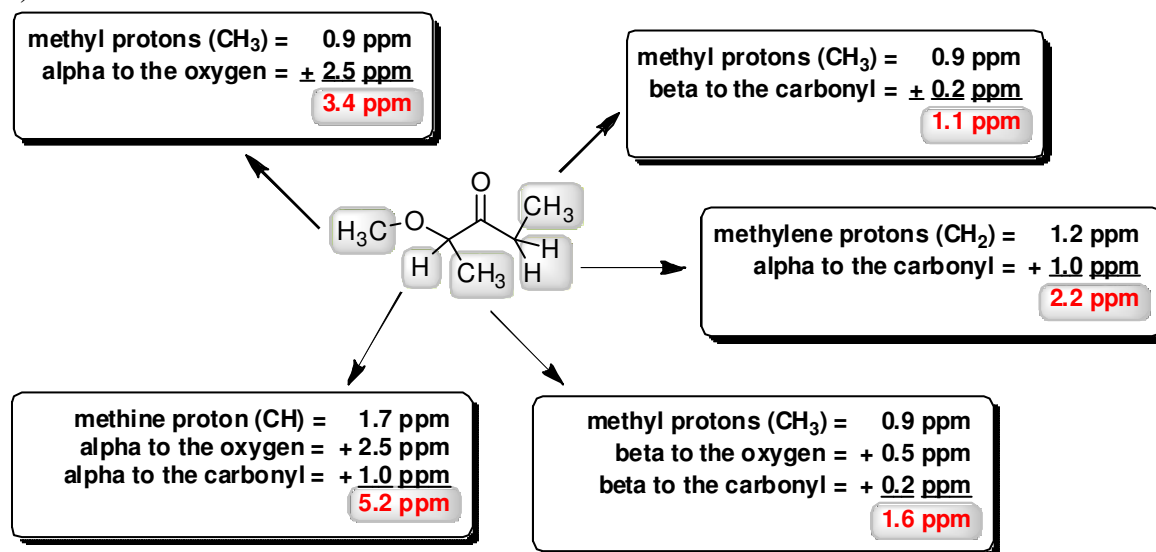 methyl protons (CH₃) = 0.9 ppm
alpha to the oxygen = + 2.5 ppm
3.4 ppm
methyl protons (CH₃) = 0.9 ppm
beta to the carbonyl = + 0.2 ppm
1.1 ppm
O
CH₃
H₃C O
H
H CH₃ H
methylene protons (CH₂) = 1.2 ppm
alpha to the carbonyl = + 1.0 ppm
2.2 ppm
methine proton (CH) = 1.7 ppm
alpha to the oxygen = + 2.5 ppm
alpha to the carbonyl = + 1.0 ppm
5.2 ppm
methyl protons (CH₃) = 0.9 ppm
beta to the oxygen = + 0.5 ppm
beta to the carbonyl = + 0.2 ppm
1.6 ppm